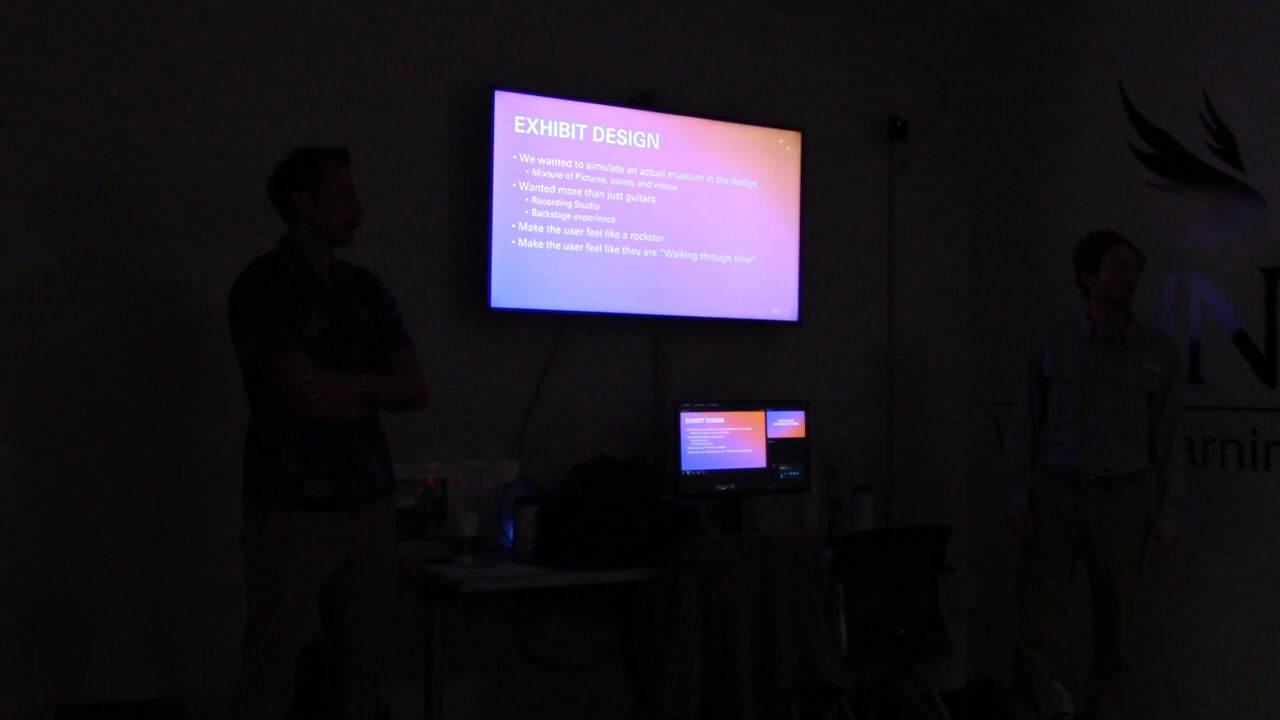 EXHIBIT DESIGN
• We wanted to simulate an actual museum in the design
• Mixture of Pictures, assets, and videos
• Wanted more than just guitars
• Recording Studio
• Backstage experience
• Make the user feel like a rockstar
• Make the user feel like they are "Walking through time"
EXHIBIT DESIGN